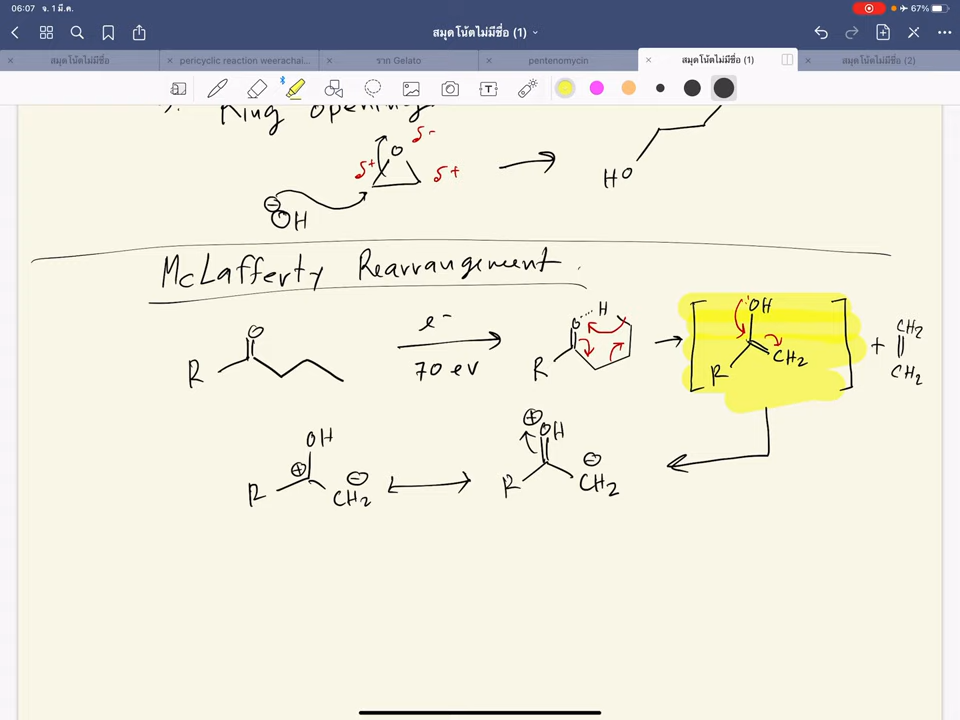 06:07 จ. 1 มี.ค.
67%
สมุดโน้ตไม่มีชื่อ (1)
สมุดโน้ตไม่มีชื่อ
pericyclic reaction weerachai...
ราก Gelato
pentenomycin
สมุดโน้ตไม่มีชื่อ (1)
สมุดโน้ตไม่มีชื่อ (2)
Ring opening
δ-
O
δ+
δ+
HO
⊖
OH
McLafferty Rearrangement.
O
R
e-
70 ev
O H
R
OH
R CH2
+
CH2
CH2
OH
⊕
R
⊖
CH2
⊕
OH
R
⊖
CH2